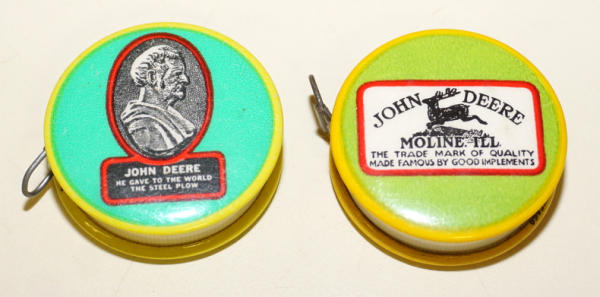 JOHN DEERE
HE GAVE TO THE WORLD
THE STEEL PLOW
JOHN DEERE
MOLINE, ILL.
THE TRADE MARK OF QUALITY
MADE FAMOUS BY GOOD IMPLEMENTS